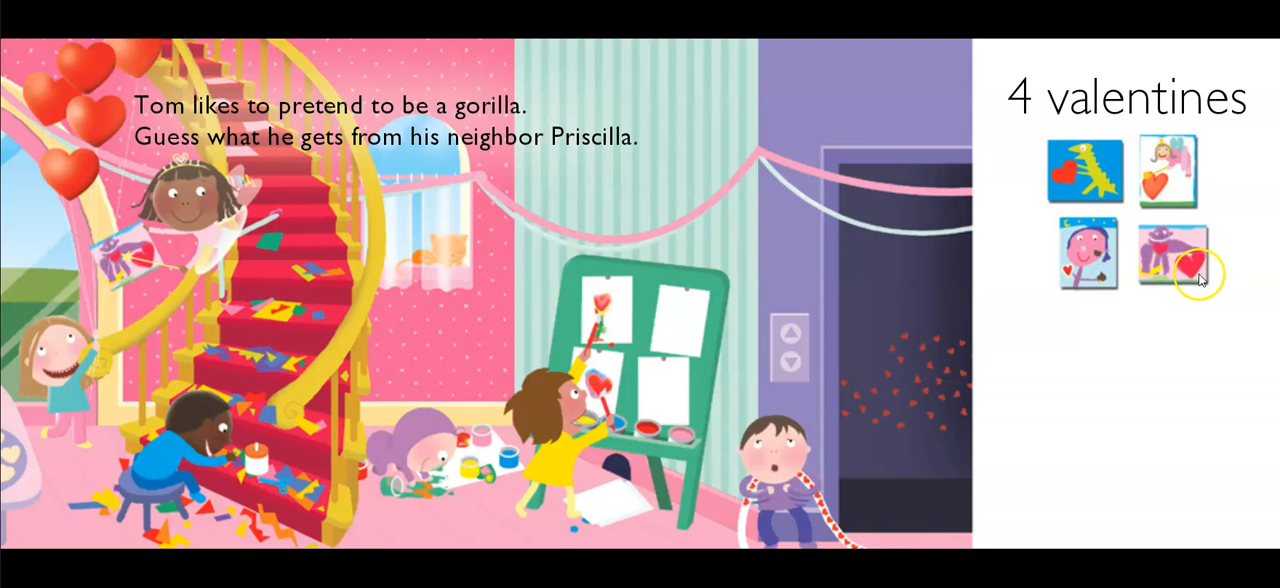 Tom likes to pretend to be a gorilla.
Guess what he gets from his neighbor Priscilla.
4 valentines